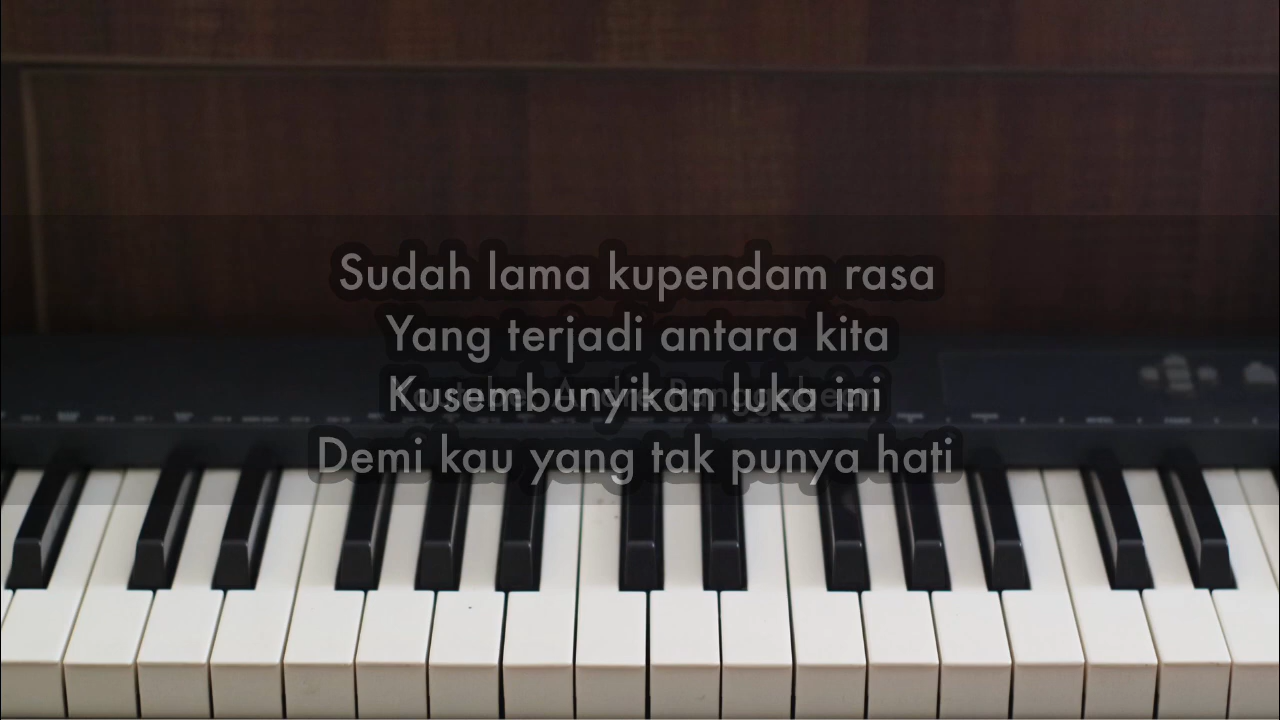 Sudah lama kupendam rasa
Yang terjadi antara kita
Kusembunyikan luka ini
Demi kau yang tak punya hati